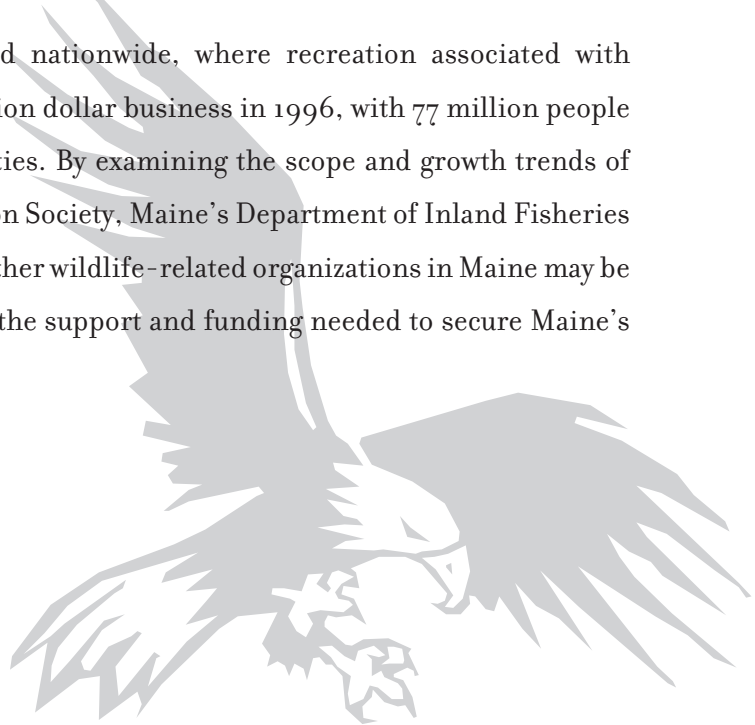 d nationwide, where recreation associated with
ion dollar business in 1996, with 77 million people
ties. By examining the scope and growth trends of
on Society, Maine’s Department of Inland Fisheries
ther wildlife-related organizations in Maine may be
the support and funding needed to secure Maine’s